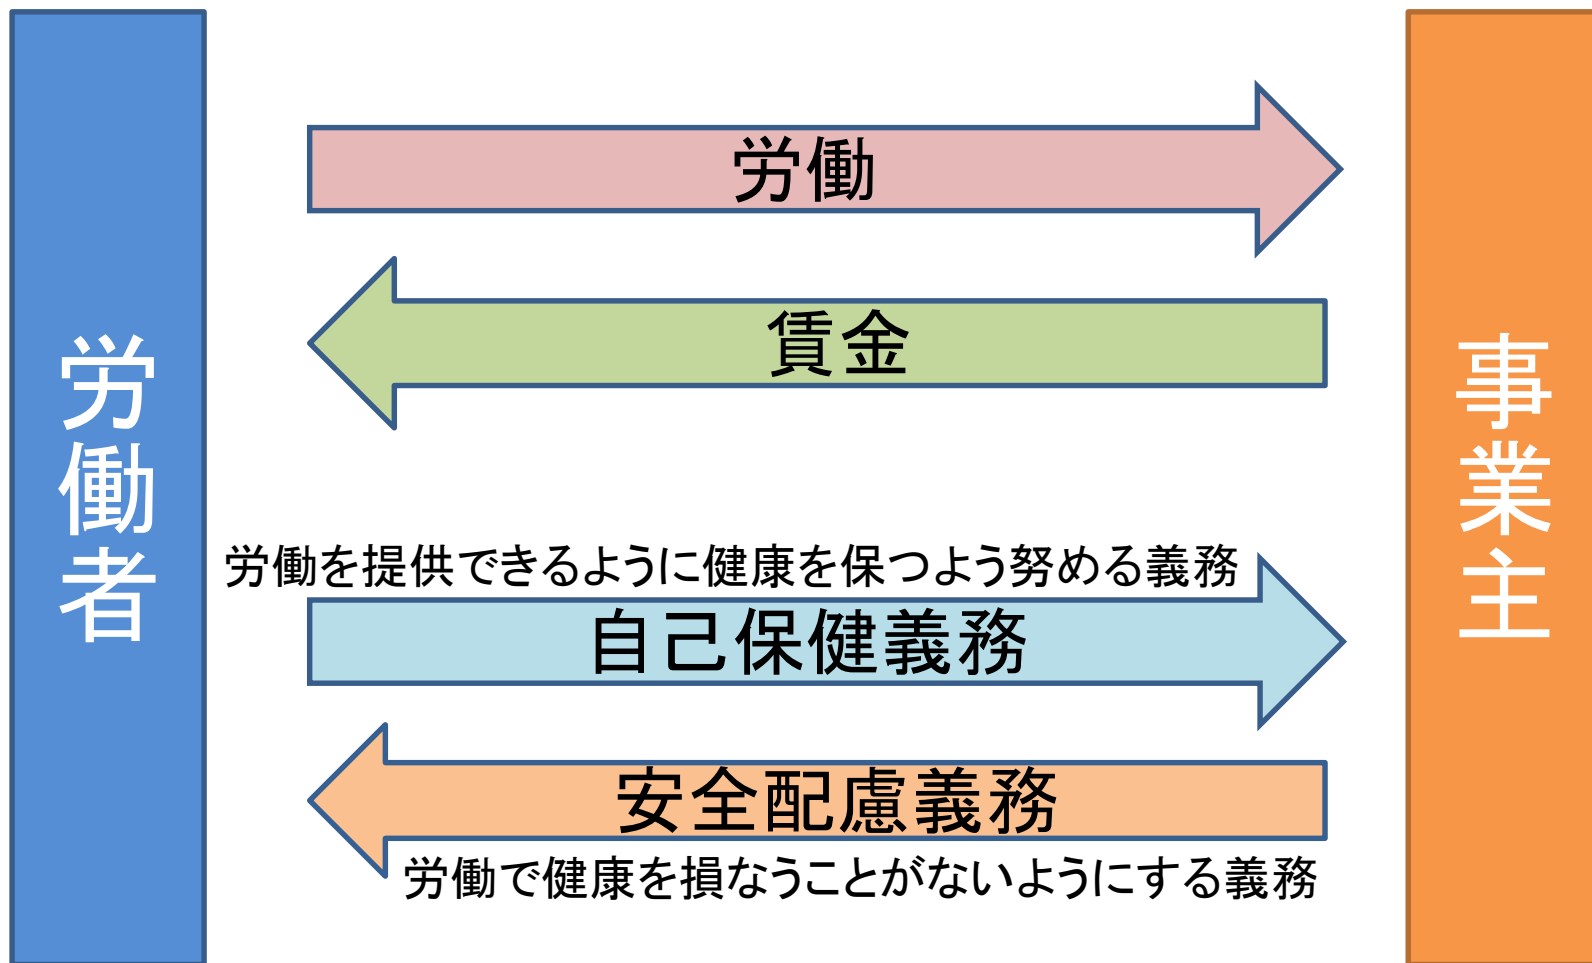 労働者
労働
賃金
労働を提供できるように健康を保つよう努める義務
自己保健義務
安全配慮義務
労働で健康を損なうことがないようにする義務
事業主